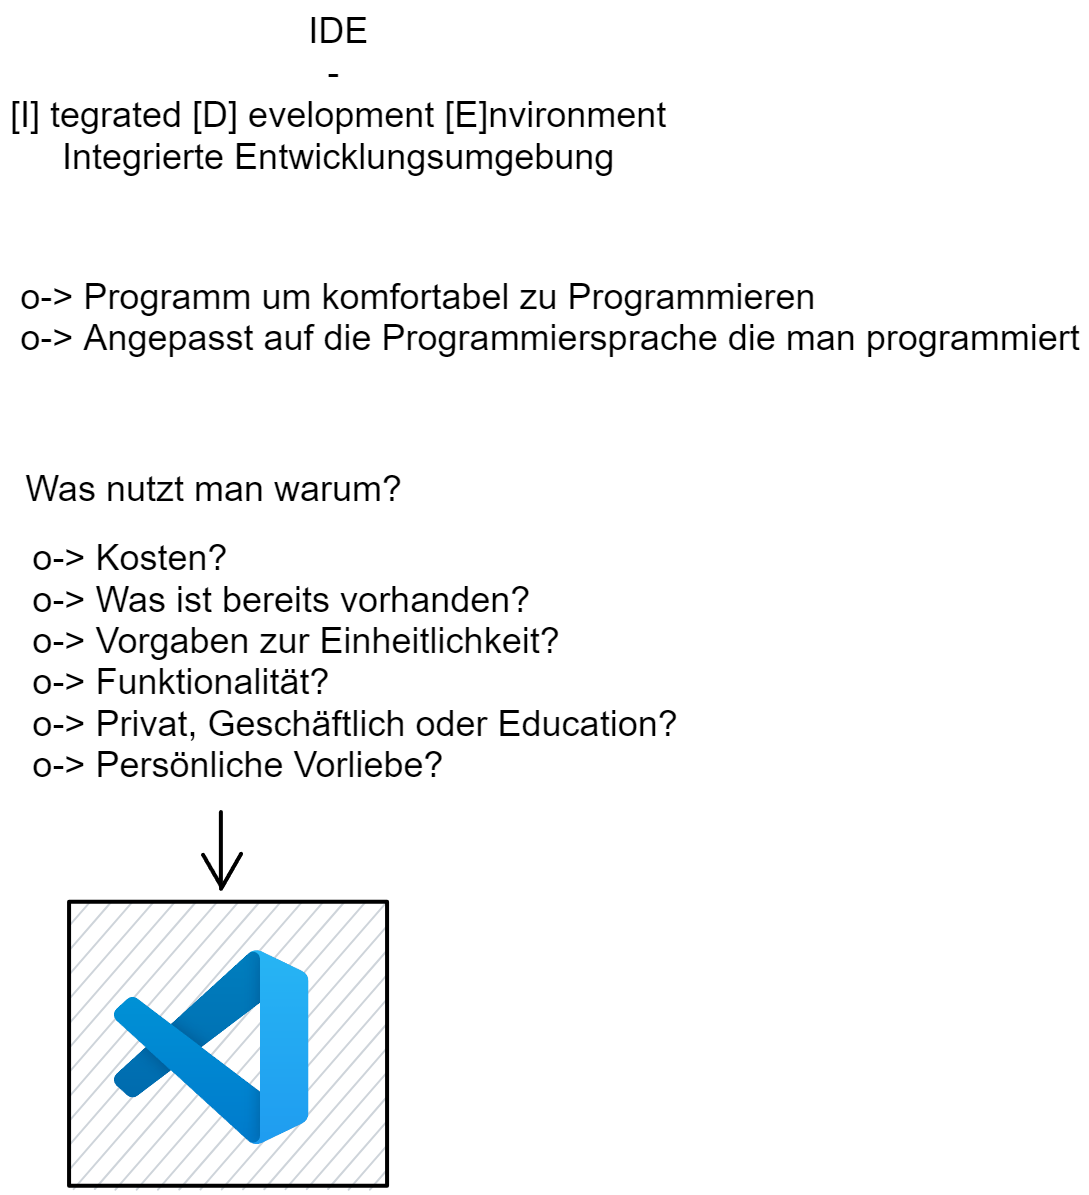 IDE
-
[I] tegrated [D] evelopment [E]nvironment
Integrierte Entwicklungsumgebung
o-> Programm um komfortabel zu Programmieren
o-> Angepasst auf die Programmiersprache die man programmiert
Was nutzt man warum?
o-> Kosten?
o-> Was ist bereits vorhanden?
o-> Vorgaben zur Einheitlichkeit?
o-> Funktionalität?
o-> Privat, Geschäftlich oder Education?
o-> Persönliche Vorliebe?